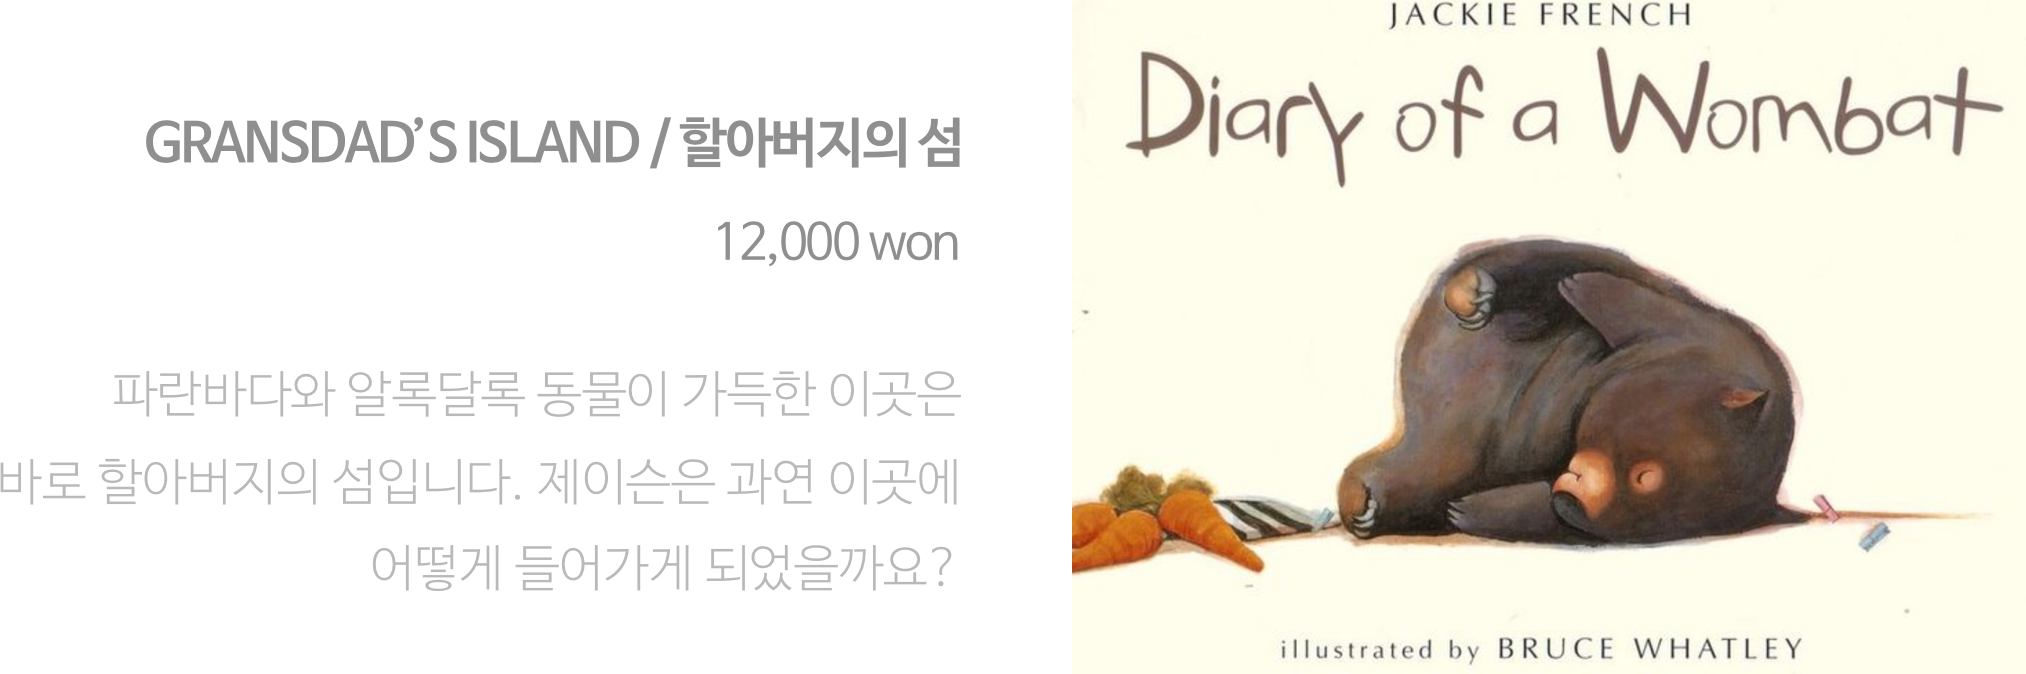 GRANSDAD’S ISLAND / 할아버지의 섬
12,000 won
파란바다와 알록달록 동물이 가득한 이곳은
바로 할아버지의 섬입니다. 제이슨은 과연 이곳에
어떻게 들어가게 되었을까요?
JACKIE FRENCH
Diary of a Wombat
illustrated by BRUCE WHATLEY